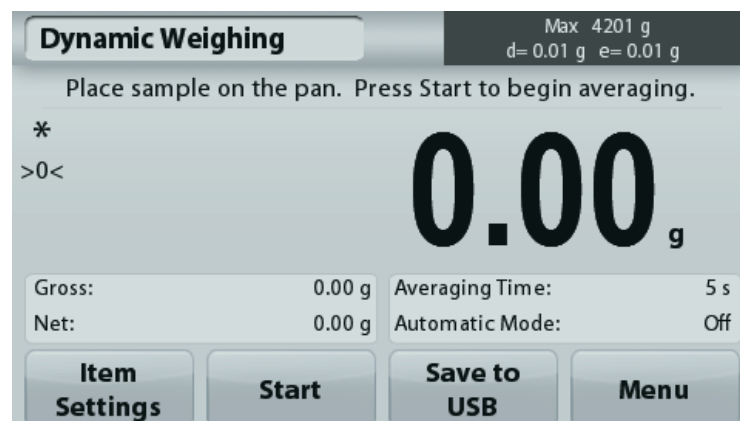 Dynamic Weighing
Max 4201 g
d= 0.01 g e= 0.01 g
Place sample on the pan. Press Start to begin averaging.
*
>0<
0.00 g
Gross: 0.00 g
Net: 0.00 g
Averaging Time: 5 s
Automatic Mode: Off
Item
Settings
Start
Save to
USB
Menu